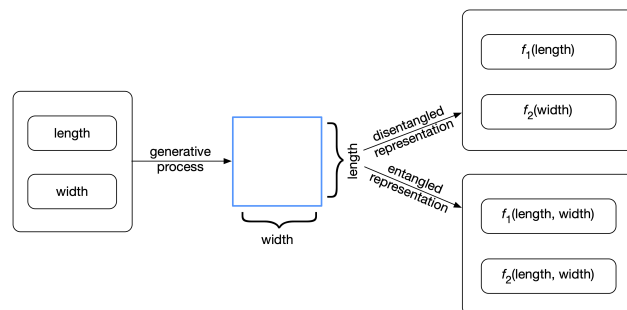 length
width
generative
process
length
width
disentangled
representation
entangled
representation
f1(length)
f2(width)
f1(length, width)
f2(length, width)